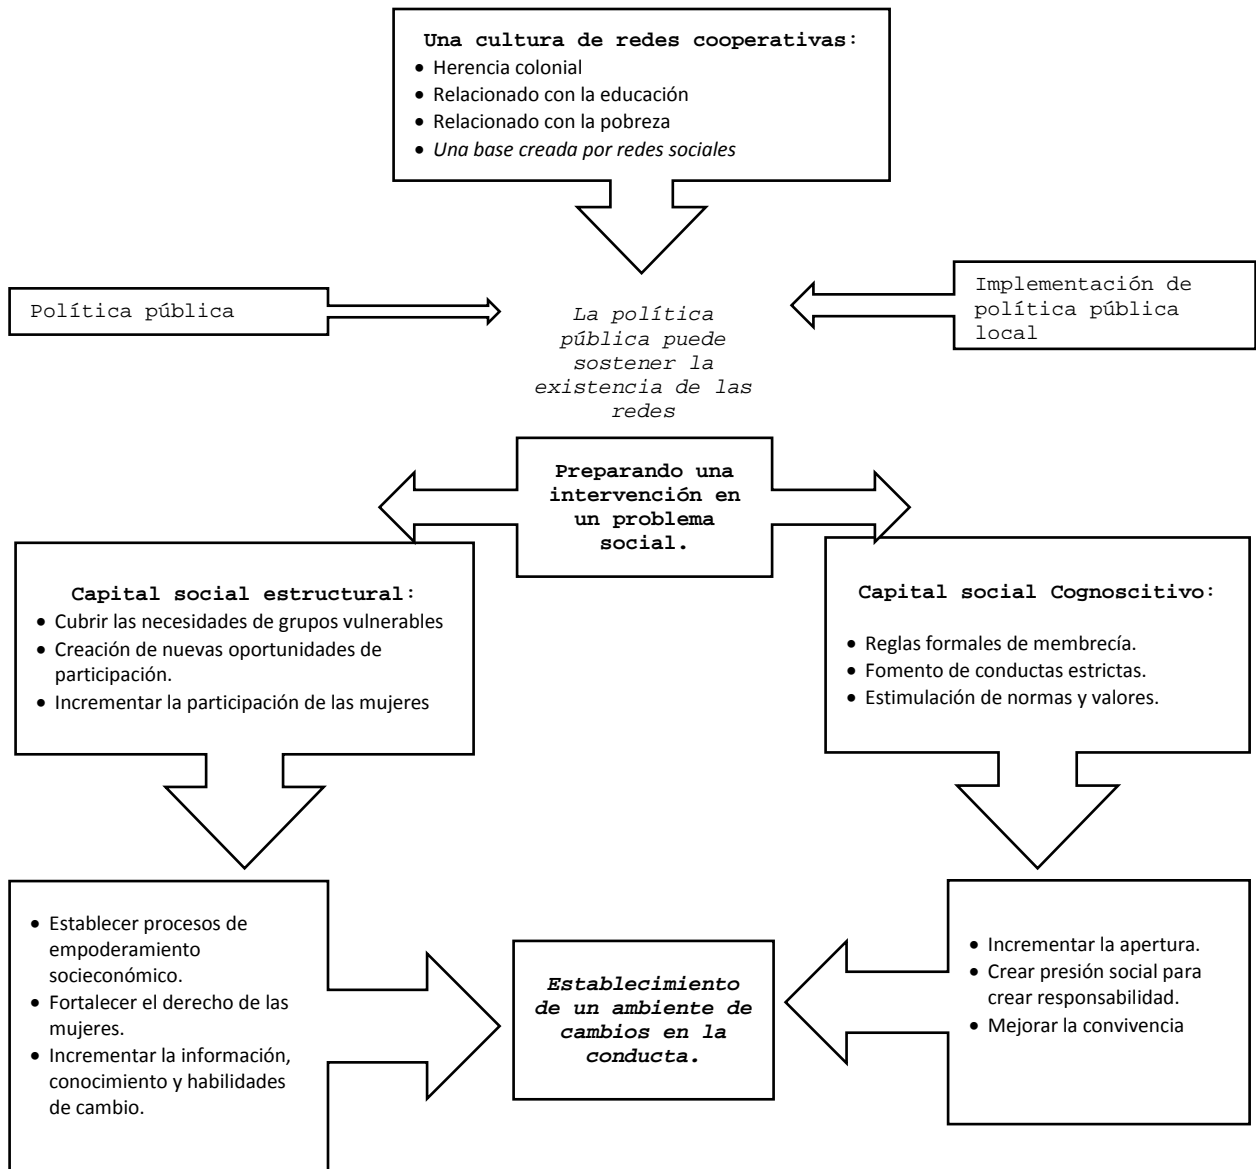 Una cultura de redes cooperativas:
• Herencia colonial
• Relacionado con la educación
• Relacionado con la pobreza
• Una base creada por redes sociales
Política pública
La política
pública puede
sostener la
existencia de las
redes
Implementación de
política pública
local
Preparando una
intervención en
un problema
social.
Capital social estructural:
• Cubrir las necesidades de grupos vulnerables
• Creación de nuevas oportunidades de
participación.
• Incrementar la participación de las mujeres
Capital social Cognoscitivo:
• Reglas formales de membrecía.
• Fomento de conductas estrictas.
• Estimulación de normas y valores.
• Establecer procesos de
empoderamiento
socieconómico.
• Fortalecer el derecho de las
mujeres.
• Incrementar la información,
conocimiento y habilidades
de cambio.
Establecimiento
de un ambiente de
cambios en la
conducta.
• Incrementar la apertura.
• Crear presión social para
crear responsabilidad.
• Mejorar la convivencia